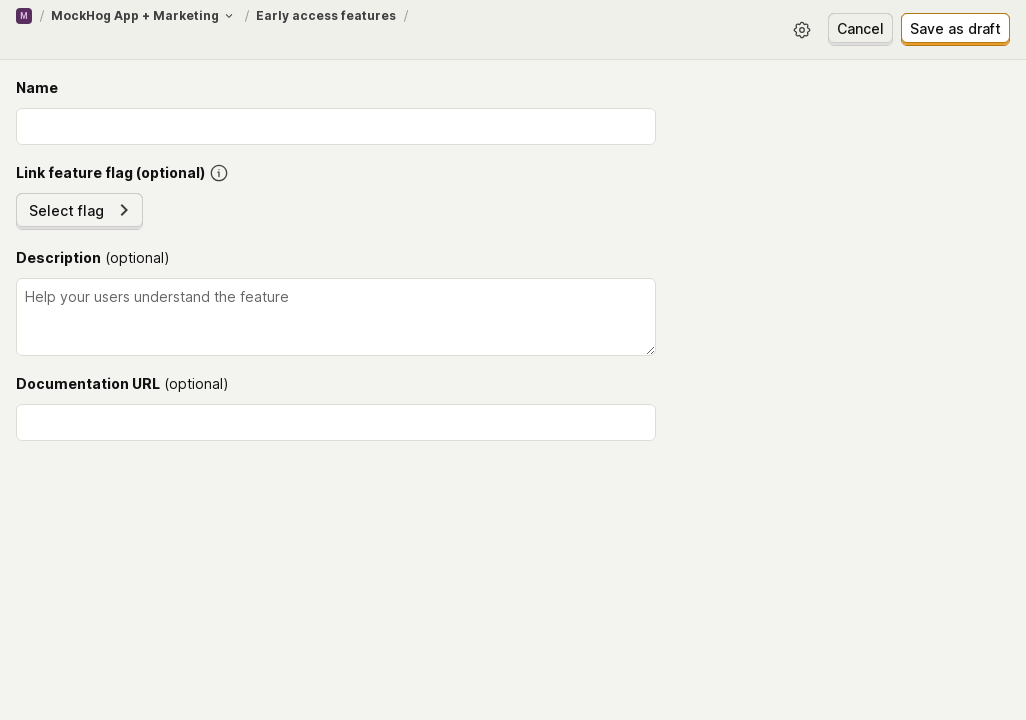 M / MockHog App + Marketing / Early access features /
Cancel
Save as draft
Name
Link feature flag (optional)
Select flag
Description (optional)
Help your users understand the feature
Documentation URL (optional)